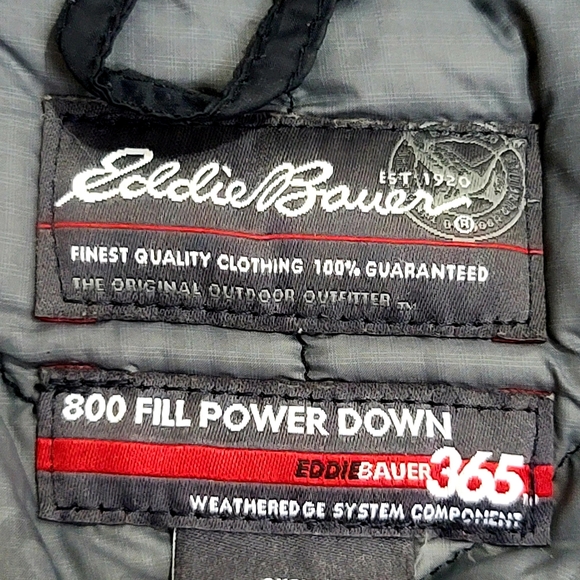 Eddie Bauer
EST. 1920
®
FINEST QUALITY CLOTHING 100% GUARANTEED
THE ORIGINAL OUTDOOR OUTFITTER ™
800 FILL POWER DOWN
EDDIEBAUER365™
WEATHEREDGE SYSTEM COMPONENT